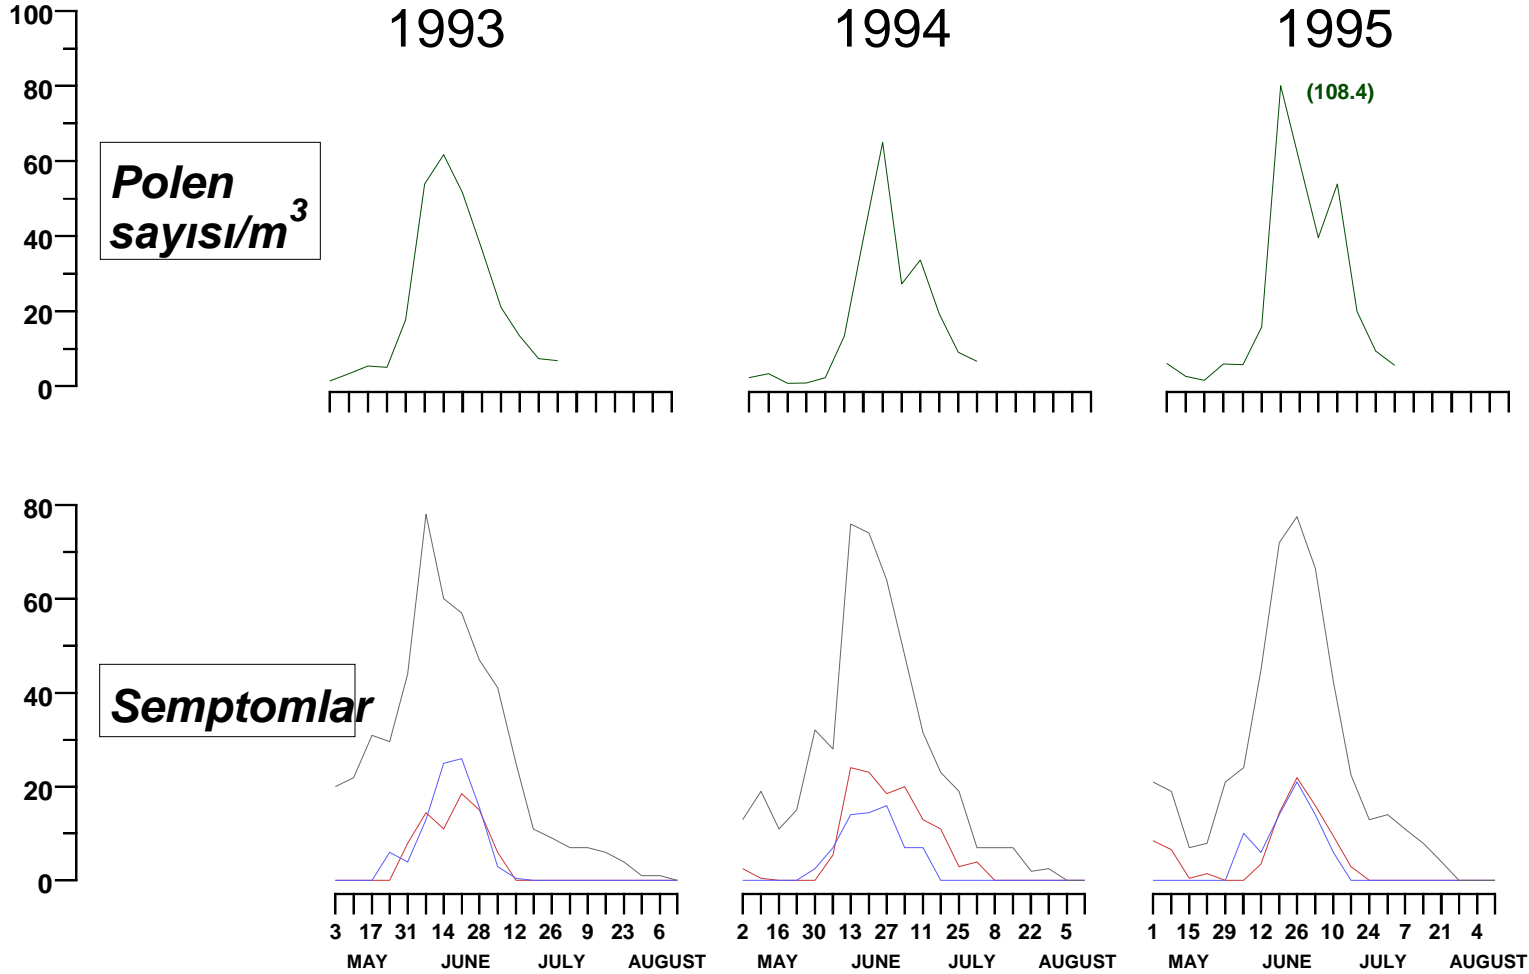 1993 1994 1995
100
80
60
40
20
0
(108.4)
Polen
sayısı/m³
80
60
40
20
0
Semptomlar
3 17 31 14 28 12 26 9 23 6
MAY JUNE JULY AUGUST
2 16 30 13 27 11 25 8 22 5
MAY JUNE JULY AUGUST
1 15 29 12 26 10 24 7 21 4
MAY JUNE JULY AUGUST